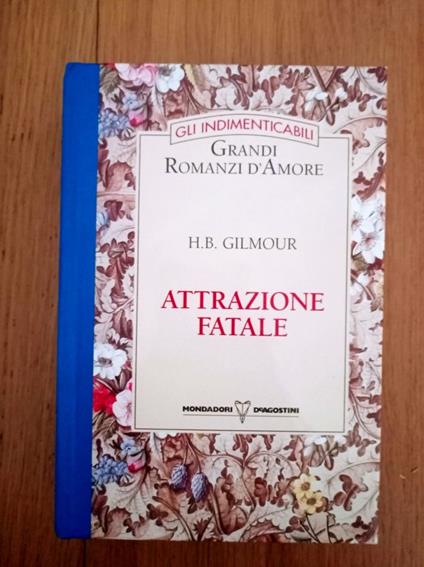 GLI INDIMENTICABILI
GRANDI
ROMANZI D'AMORE
H.B. GILMOUR
ATTRAZIONE
FATALE
MONDADORI DEAGOSTINI